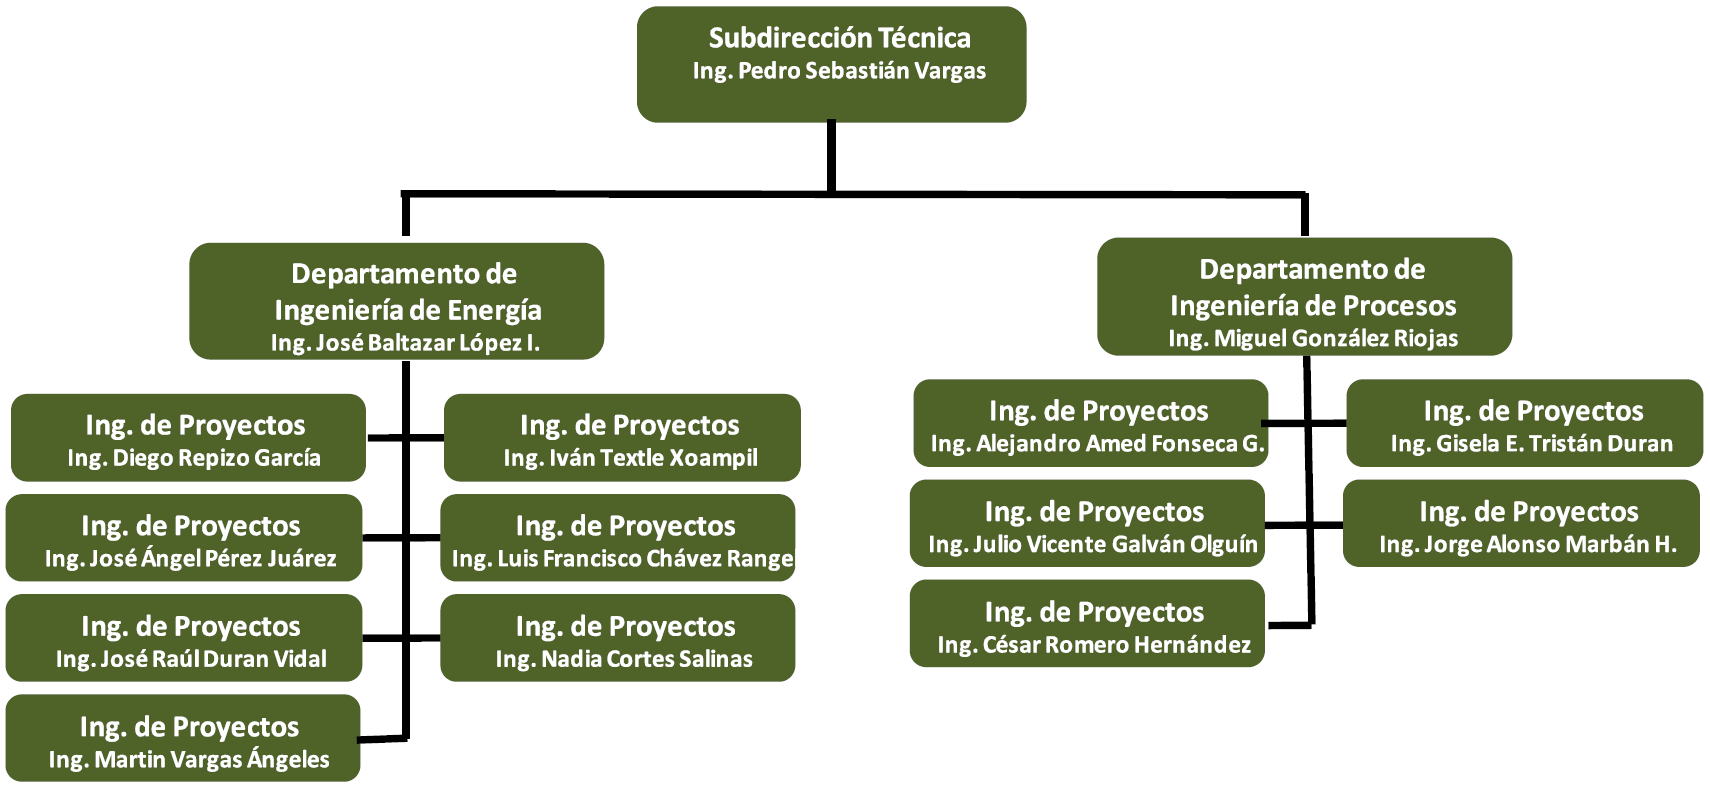 Subdirección Técnica
Ing. Pedro Sebastián Vargas
Departamento de
Ingeniería de Energía
Ing. José Baltazar López I.
Ing. de Proyectos
Ing. Diego Repizo García
Ing. de Proyectos
Ing. Iván Textle Xoampil
Ing. de Proyectos
Ing. José Ángel Pérez Juárez
Ing. de Proyectos
Ing. Luis Francisco Chávez Range
Ing. de Proyectos
Ing. José Raúl Duran Vidal
Ing. de Proyectos
Ing. Nadia Cortes Salinas
Ing. de Proyectos
Ing. Martin Vargas Ángeles
Departamento de
Ingeniería de Procesos
Ing. Miguel González Riojas
Ing. de Proyectos
Ing. Alejandro Amed Fonseca G.
Ing. de Proyectos
Ing. Gisela E. Tristán Duran
Ing. de Proyectos
Ing. Julio Vicente Galván Olguín
Ing. de Proyectos
Ing. Jorge Alonso Marbán H.
Ing. de Proyectos
Ing. César Romero Hernández